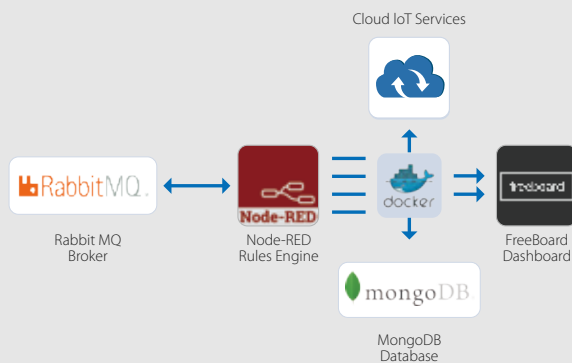 Cloud IoT Services
RabbitMQ
Node-RED
docker
freeboard
Rabbit MQ
Broker
Node-RED
Rules Engine
FreeBoard
Dashboard
mongoDB
MongoDB
Database